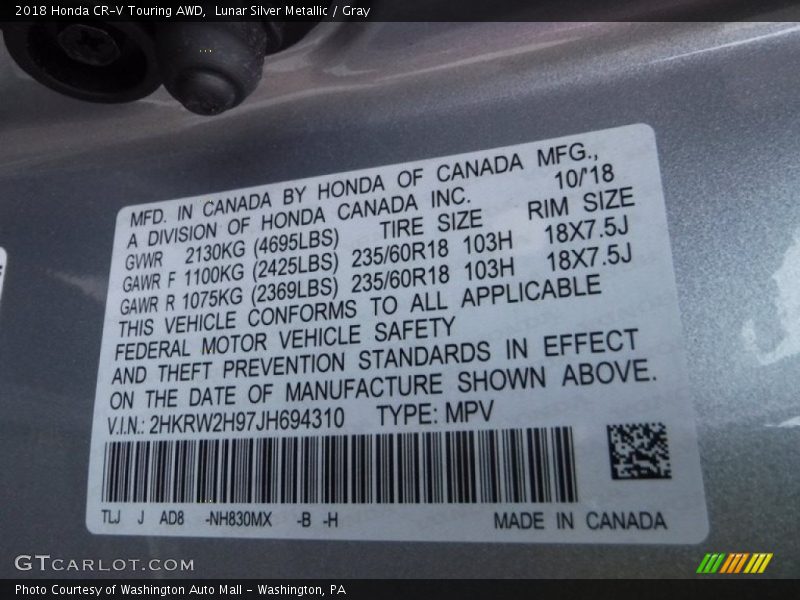 2018 Honda CR-V Touring AWD,  Lunar Silver Metallic / Gray
MFD. IN CANADA BY HONDA OF CANADA MFG.,
A DIVISION OF HONDA CANADA INC. 10/'18
GVWR 2130KG (4695LBS) TIRE SIZE RIM SIZE
GAWR F 1100KG (2425LBS) 235/60R18 103H 18X7.5J
GAWR R 1075KG (2369LBS) 235/60R18 103H 18X7.5J
THIS VEHICLE CONFORMS TO ALL APPLICABLE
FEDERAL MOTOR VEHICLE SAFETY
AND THEFT PREVENTION STANDARDS IN EFFECT
ON THE DATE OF MANUFACTURE SHOWN ABOVE.
V.I.N.: 2HKRW2H97JH694310 TYPE: MPV
TLJ J AD8 -NH830MX -B -H MADE IN CANADA
GTCARLOT.COM
Photo Courtesy of Washington Auto Mall - Washington, PA